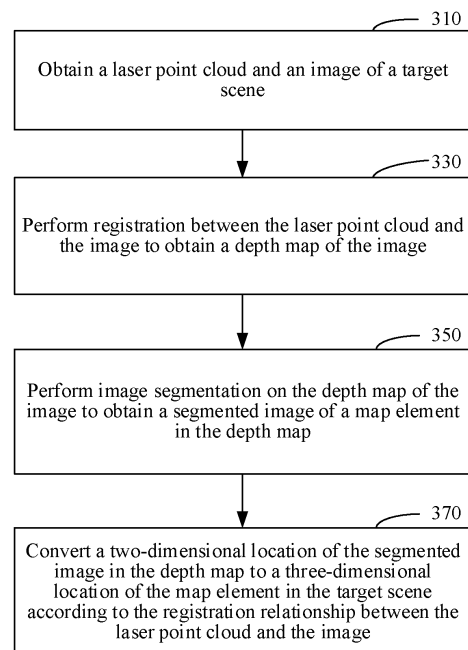 310
Obtain a laser point cloud and an image of a target
scene
330
Perform registration between the laser point cloud and
the image to obtain a depth map of the image
350
Perform image segmentation on the depth map of the
image to obtain a segmented image of a map element
in the depth map
370
Convert a two-dimensional location of the segmented
image in the depth map to a three-dimensional
location of the map element in the target scene
according to the registration relationship between the
laser point cloud and the image